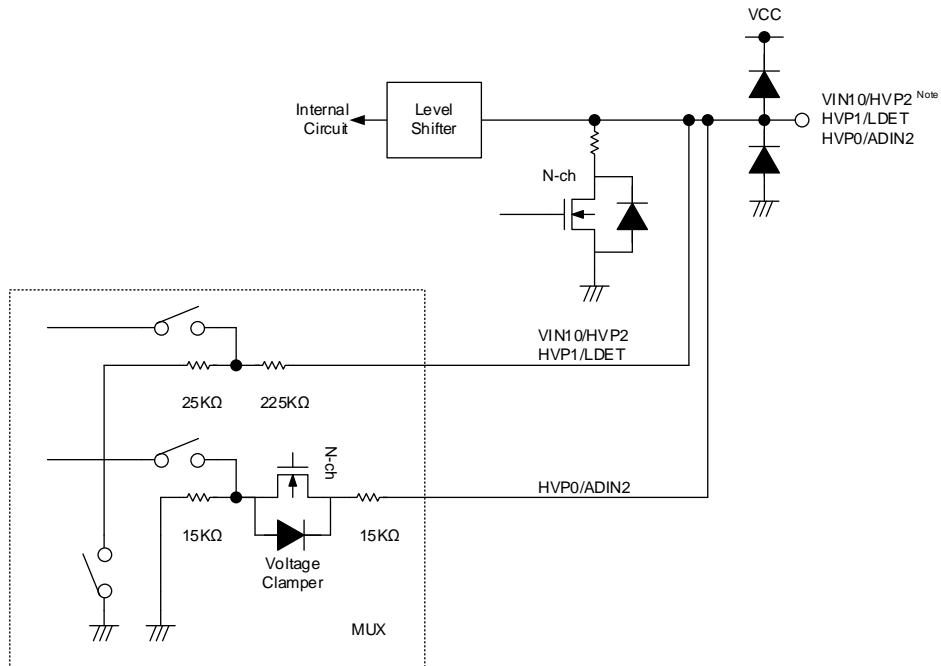 VCC
VIN10/HVP2 Note
HVP1/LDET
HVP0/ADIN2
Internal
Circuit
Level
Shifter
N-ch
VIN10/HVP2
HVP1/LDET
25KΩ
225KΩ
N-ch
HVP0/ADIN2
15KΩ
15KΩ
Voltage
Clamper
MUX